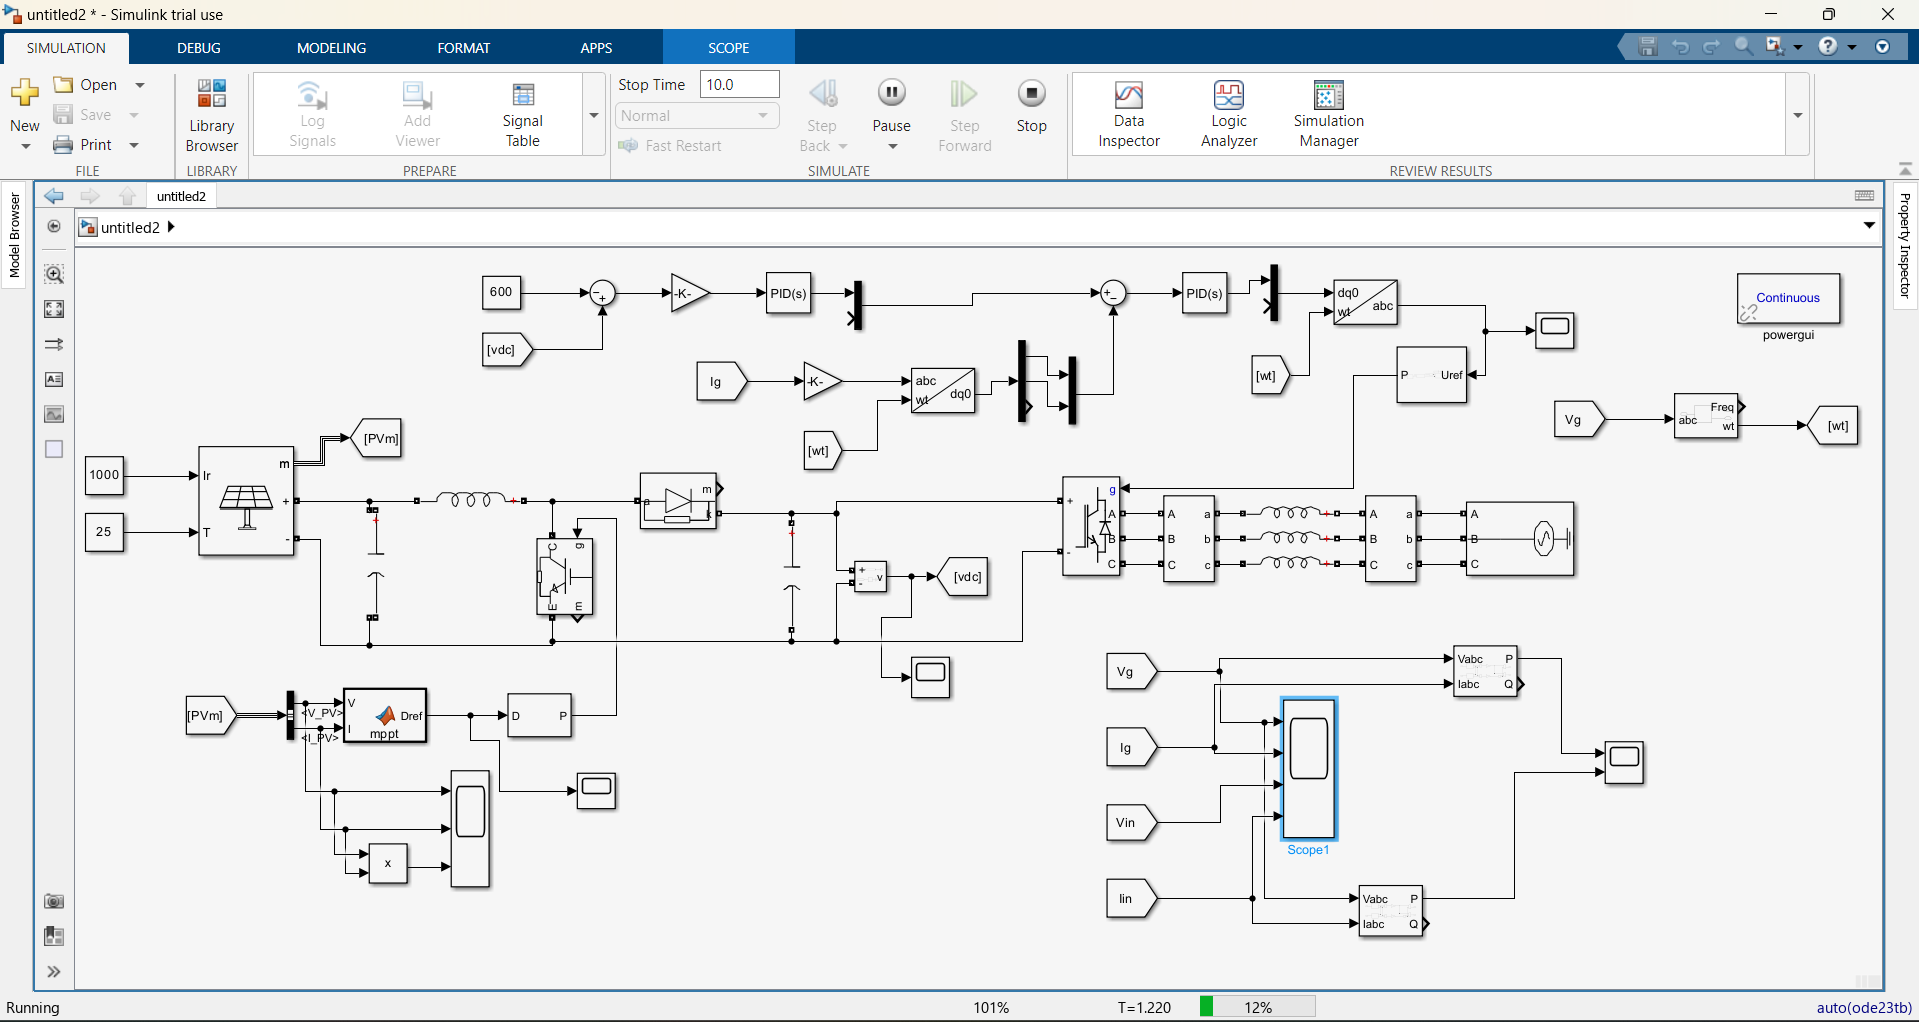 untitled2 * - Simulink trial use
SIMULATION DEBUG MODELING FORMAT APPS SCOPE
New
Open
Save
Print
FILE
Library Browser
LIBRARY
Log Signals
Add Viewer
Signal Table
PREPARE
Stop Time 10.0
Normal
Fast Restart
Step Back
Pause
Step Forward
Stop
SIMULATE
Data Inspector
Logic Analyzer
Simulation Manager
REVIEW RESULTS
Model Browser
Property Inspector
untitled2
untitled2
600
-K-
PID(s)
PID(s)
dq0
wt
abc
Continuous
powergui
[vdc]
Ig
-K-
abc
wt
dq0
[wt]
[wt]
P Uref
Vg
abc
Freq
wt
[wt]
[PVm]
1000
25
Ir
T
m
+
-
a
m
k
C
g
E
m
+
-
v
[vdc]
g
+
-
A
B
C
A a
B b
C c
A a
B b
C c
A
B
C
[PVm]
<V_PV>
<I_PV>
V
I
Dref
mppt
D P
x
Vg
Ig
Vin
Iin
Scope1
Vabc P
Iabc Q
Vabc P
Iabc Q
Running 101% T=1.220 12% auto(ode23tb)